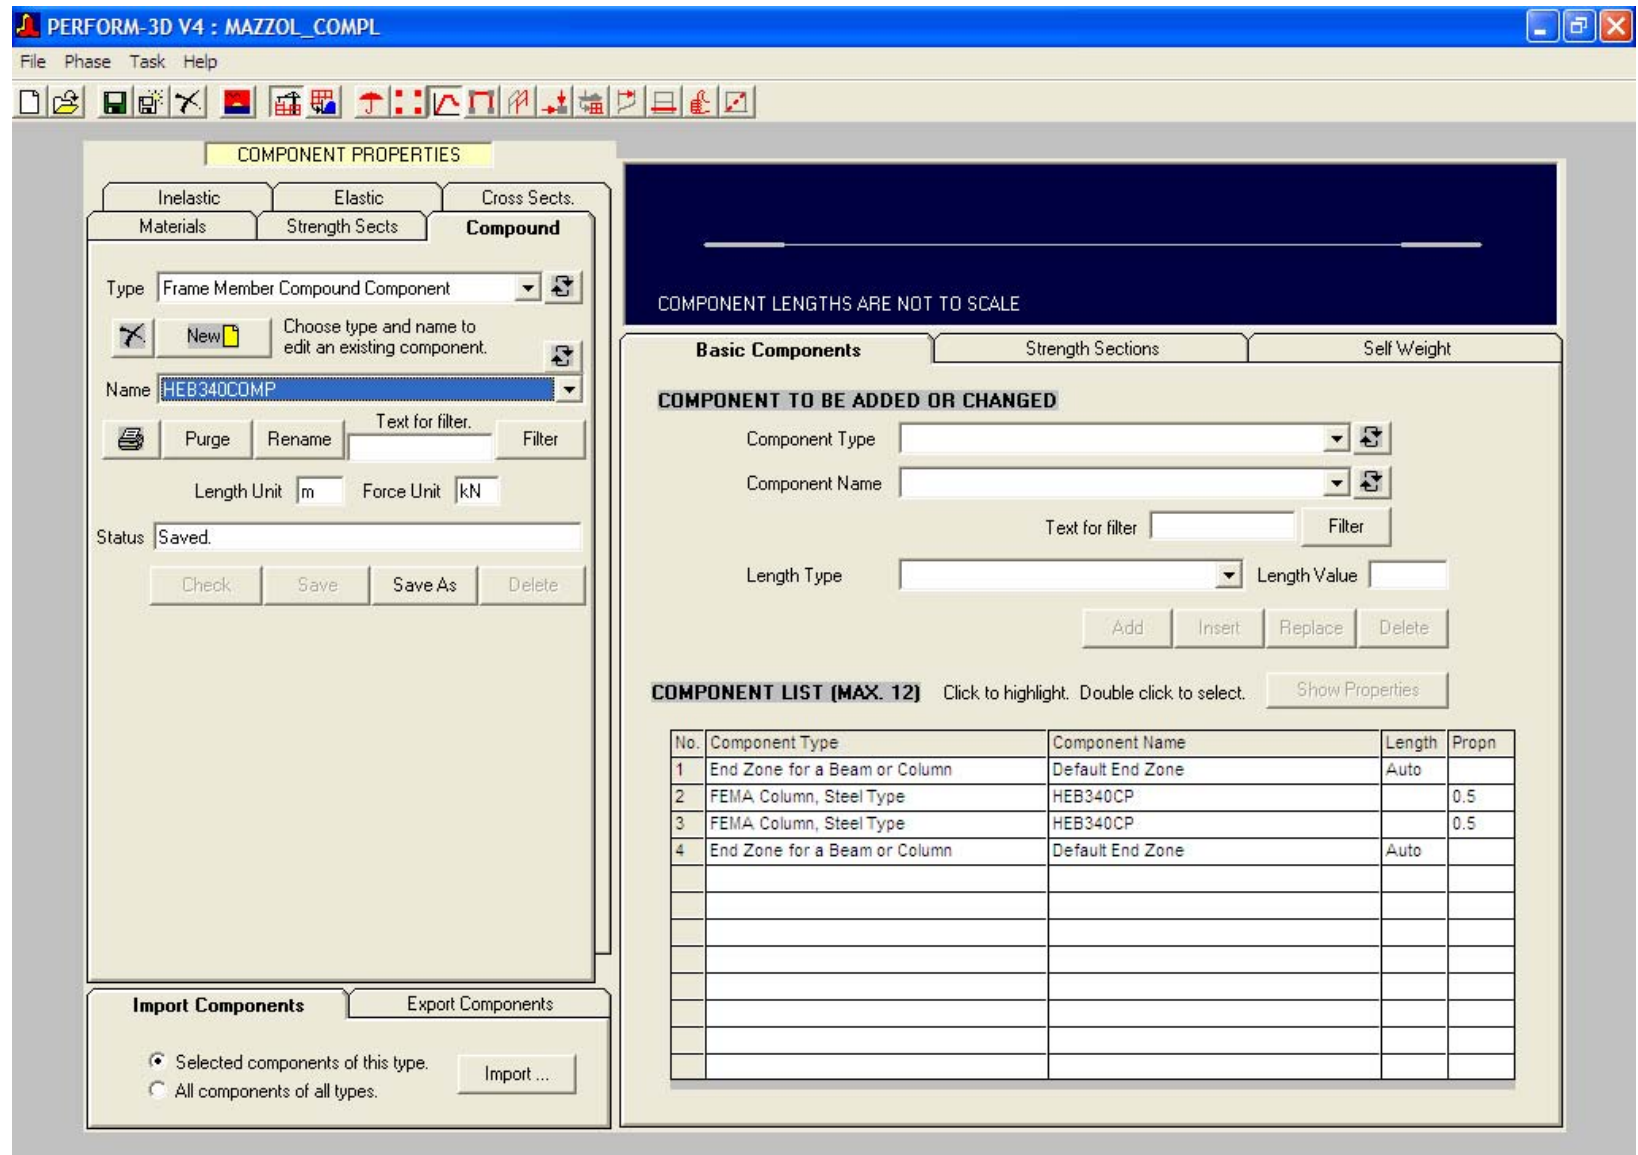 PERFORM-3D V4 : MAZZOL_COMPL
File Phase Task Help
COMPONENT PROPERTIES
Inelastic Elastic Cross Sects.
Materials Strength Sects Compound
Type Frame Member Compound Component
New Choose type and name to
edit an existing component.
Name HEB340COMP
Text for filter.
Purge Rename Filter
Length Unit m Force Unit kN
Status Saved.
Check Save Save As Delete
Import Components Export Components
Selected components of this type.
All components of all types.
Import ...
COMPONENT LENGTHS ARE NOT TO SCALE
Basic Components Strength Sections Self Weight
COMPONENT TO BE ADDED OR CHANGED
Component Type
Component Name
Text for filter Filter
Length Type Length Value
Add Insert Replace Delete
COMPONENT LIST (MAX. 12) Click to highlight. Double click to select. Show Properties
No. Component Type Component Name Length Propn
1 End Zone for a Beam or Column Default End Zone Auto
2 FEMA Column, Steel Type HEB340CP 0.5
3 FEMA Column, Steel Type HEB340CP 0.5
4 End Zone for a Beam or Column Default End Zone Auto